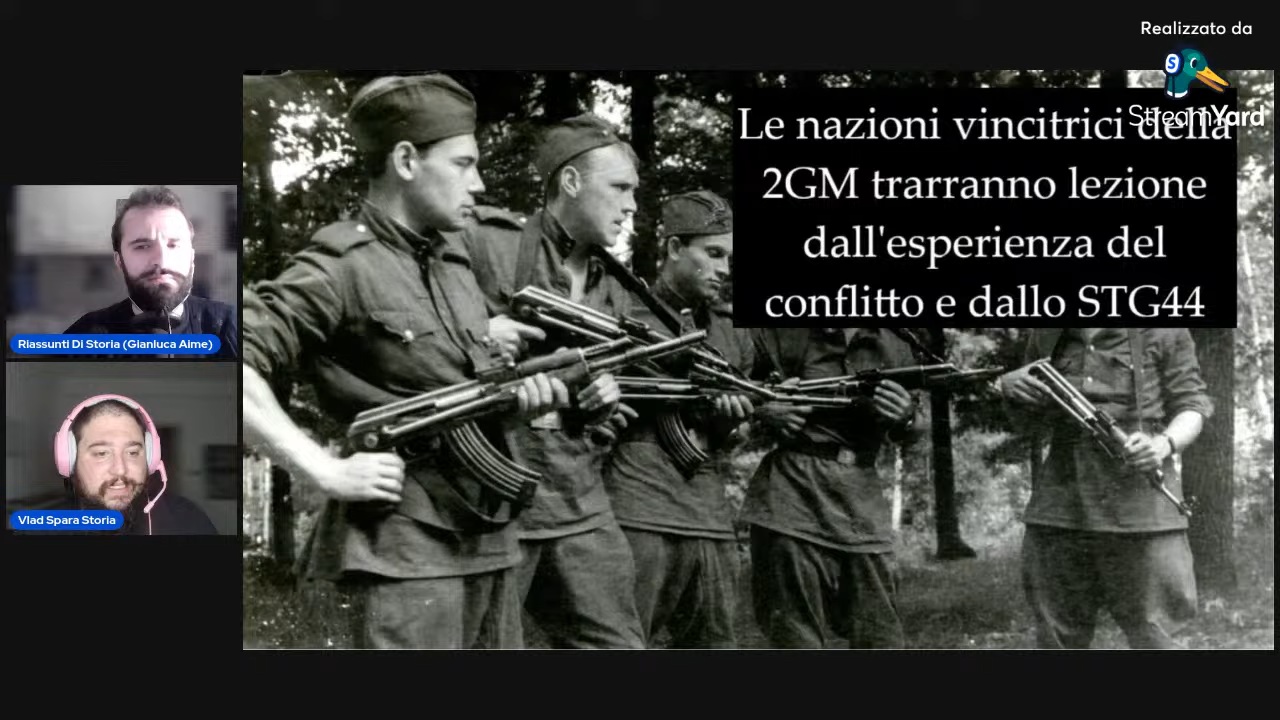 Realizzato da
StreamYard
Le nazioni vincitrici della
2GM trarranno lezione
dall'esperienza del
conflitto e dallo STG44
Riassunti Di Storia (Gianluca Aime)
Vlad Spara Storia